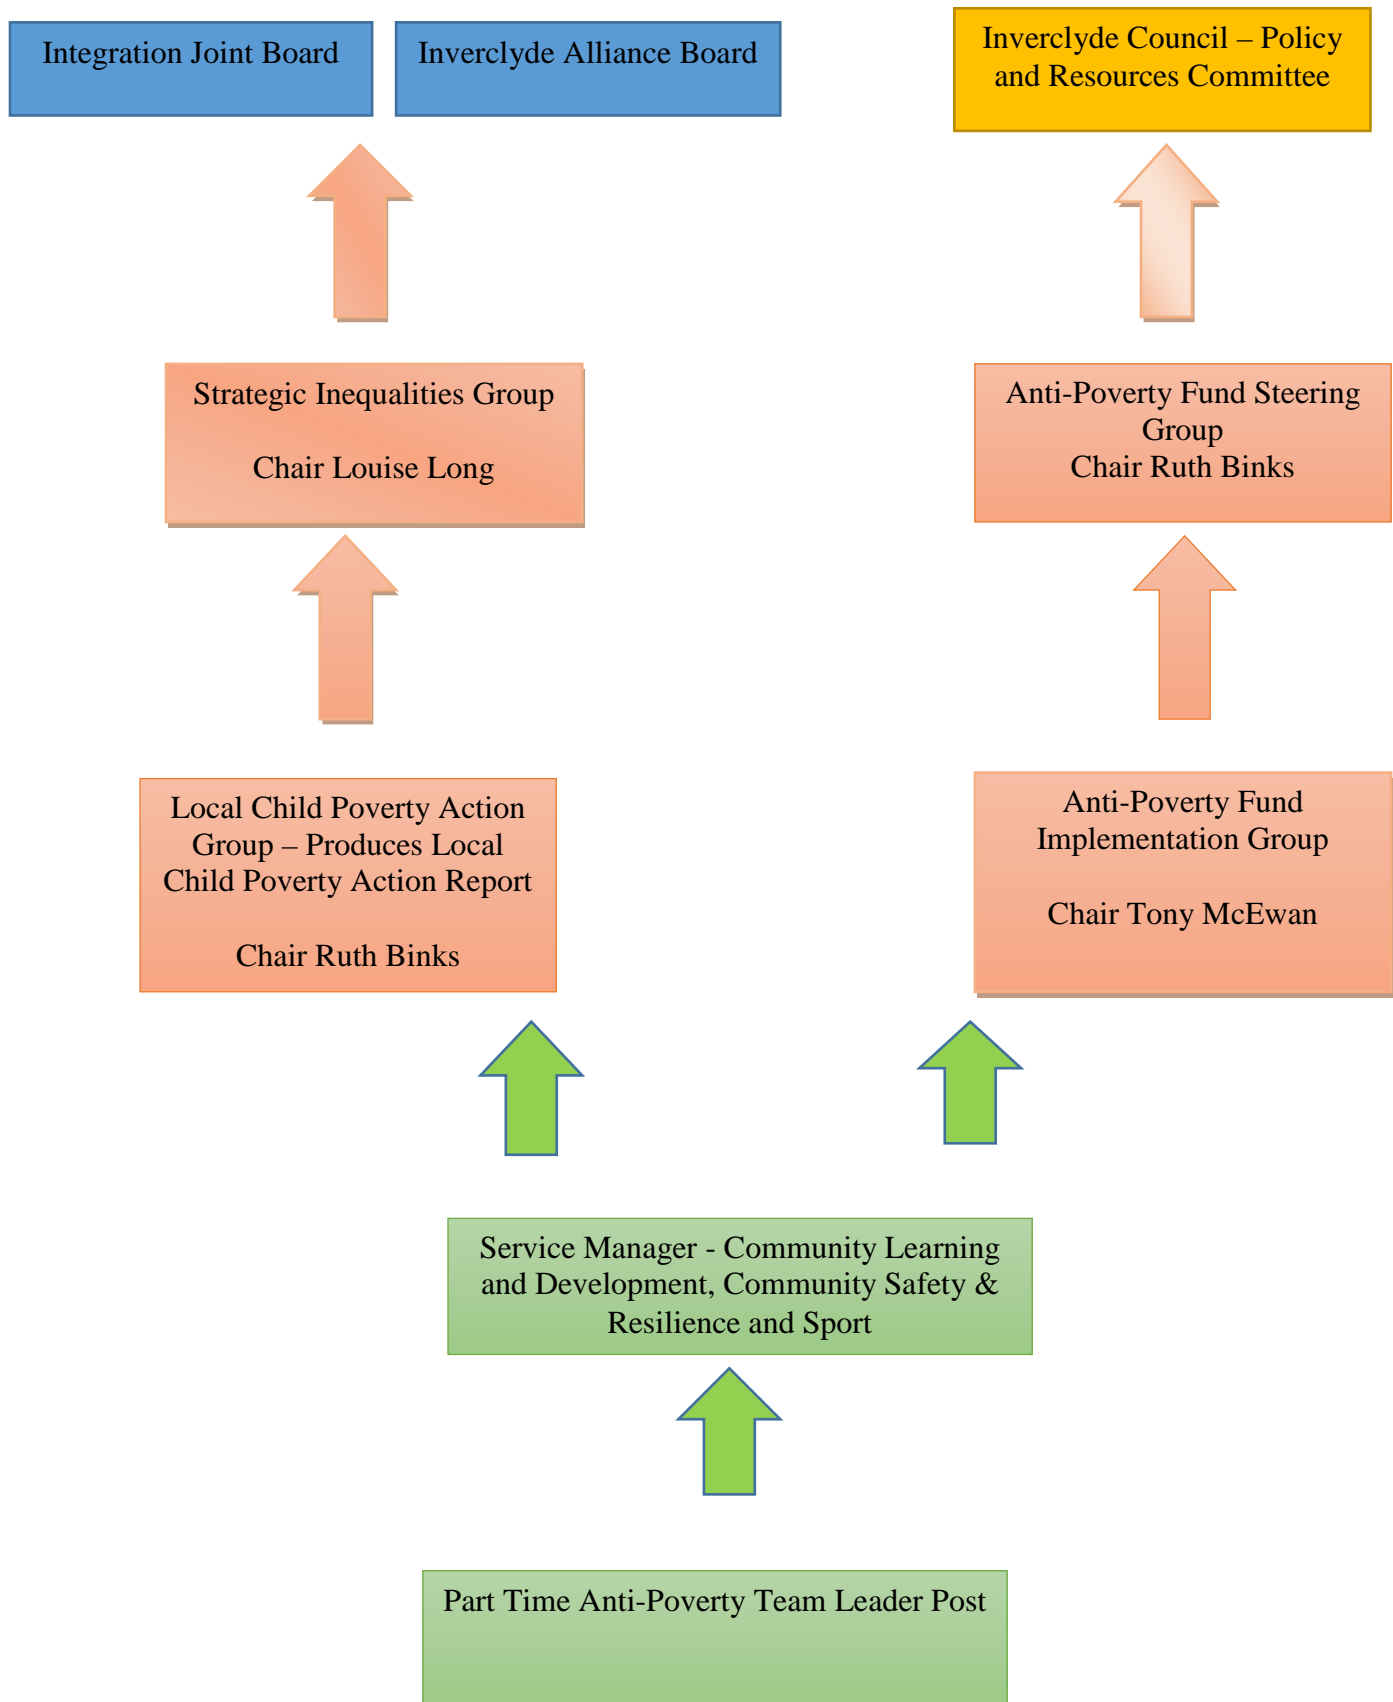 Integration Joint Board
Inverclyde Alliance Board
Inverclyde Council – Policy
and Resources Committee
Strategic Inequalities Group
Chair Louise Long
Anti-Poverty Fund Steering
Group
Chair Ruth Binks
Local Child Poverty Action
Group – Produces Local
Child Poverty Action Report
Chair Ruth Binks
Anti-Poverty Fund
Implementation Group
Chair Tony McEwan
Service Manager - Community Learning
and Development, Community Safety &
Resilience and Sport
Part Time Anti-Poverty Team Leader Post